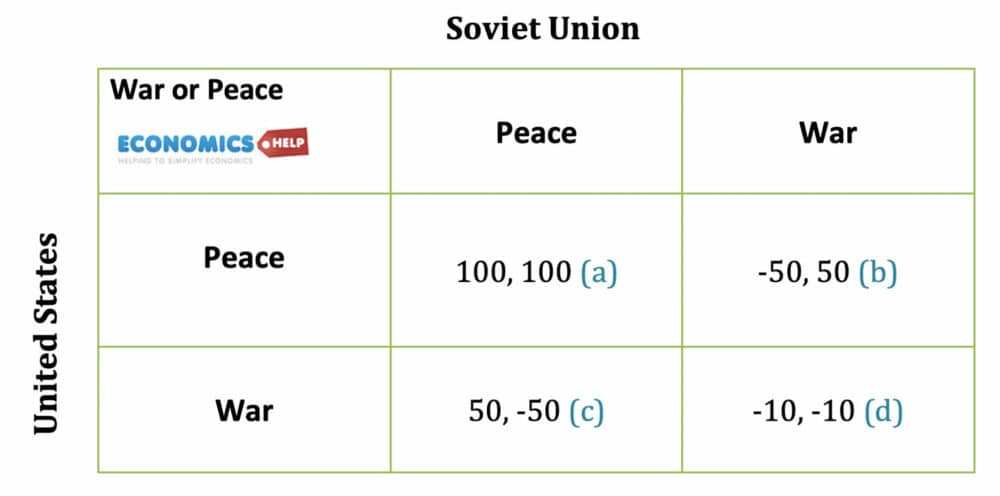 Soviet Union
War or Peace
ECONOMICS HELP
HELPING TO SIMPLIFY ECONOMICS
Peace
War
United States
Peace
100, 100 (a)
-50, 50 (b)
War
50, -50 (c)
-10, -10 (d)